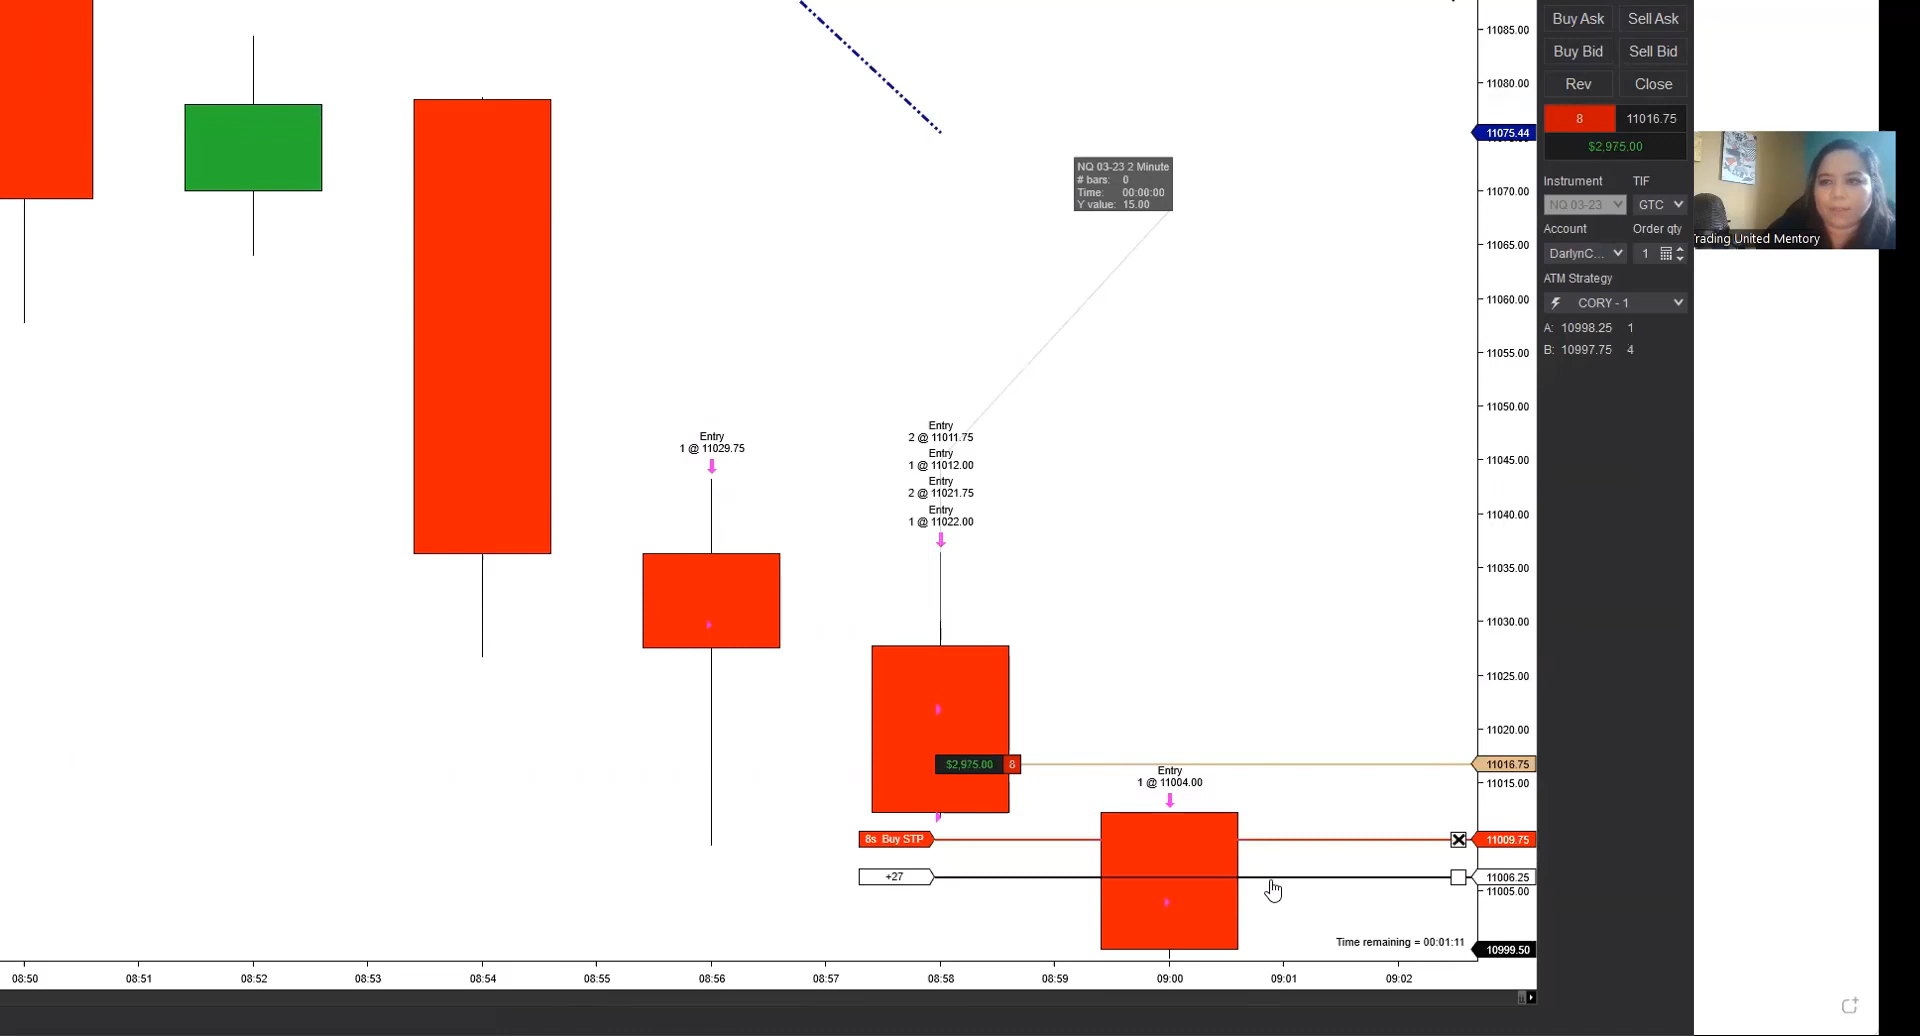 Buy Ask Sell Ask
Buy Bid Sell Bid
Rev Close
8 11016.75
$2,975.00
Instrument TIF
NQ 03-23 GTC
Account Order qty
DarlynC... 1
ATM Strategy
CORY - 1
A: 10998.25 1
B: 10997.75 4
rading United Mentory
NQ 03-23 2 Minute
# bars: 0
Time: 00:00:00
Y value: 15.00
Entry
1 @ 11029.75
Entry
2 @ 11011.75
Entry
1 @ 11012.00
Entry
2 @ 11021.75
Entry
1 @ 11022.00
$2,975.00 8
Entry
1 @ 11004.00
8s Buy STP
+27
Time remaining = 00:01:11
11085.00
11080.00
11075.44
11070.00
11065.00
11060.00
11055.00
11050.00
11045.00
11040.00
11035.00
11030.00
11025.00
11020.00
11016.75
11015.00
11009.75
11006.25
11005.00
10999.50
08:50 08:51 08:52 08:53 08:54 08:55 08:56 08:57 08:58 08:59 09:00 09:01 09:02